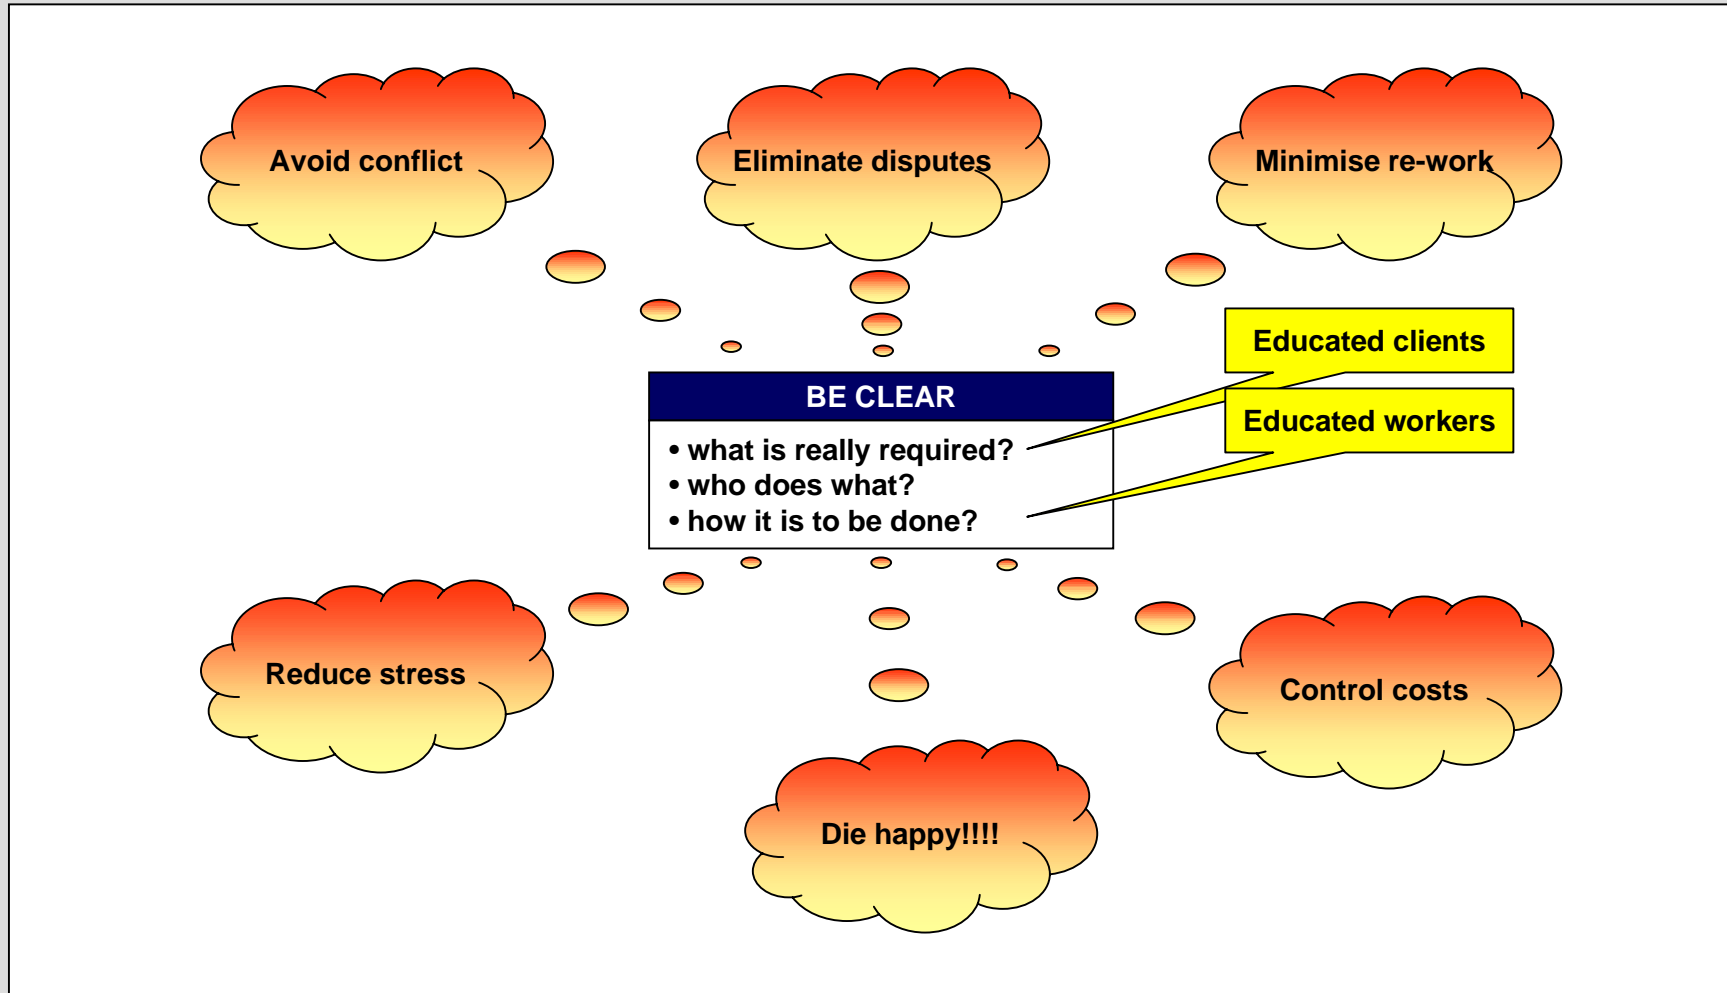 Avoid conflict
Eliminate disputes
Minimise re-work
Educated clients
BE CLEAR
Educated workers
• what is really required?
• who does what?
• how it is to be done?
Reduce stress
Control costs
Die happy!!!!